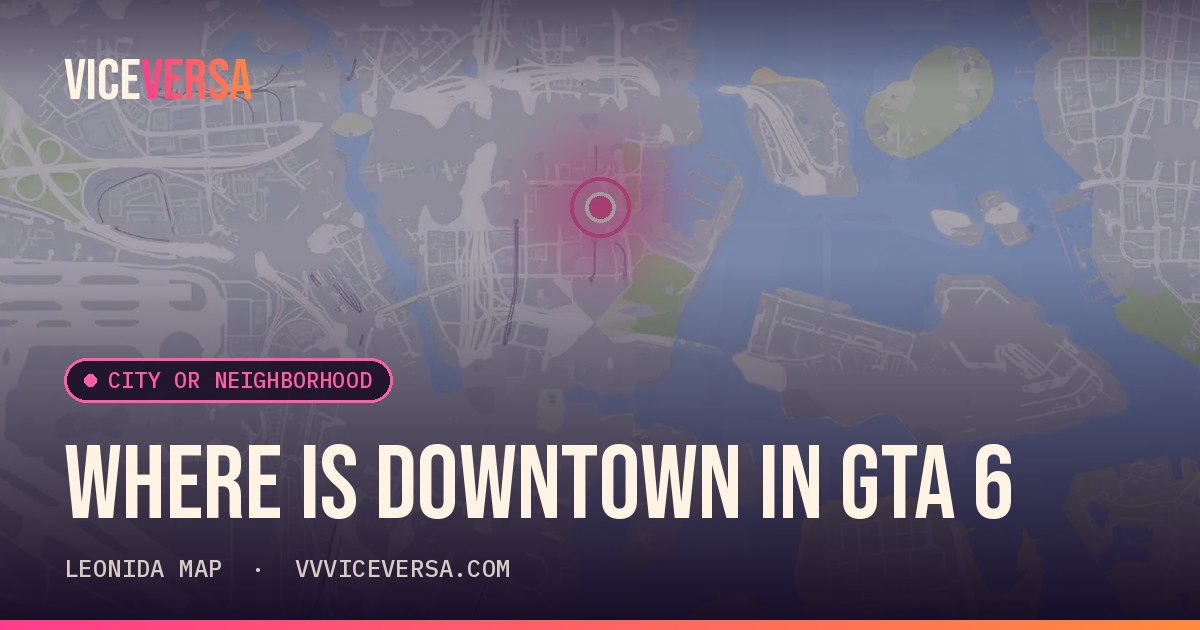 VICEVERSA
CITY OR NEIGHBORHOOD
WHERE IS DOWNTOWN IN GTA 6
LEONIDA MAP · VVVICEVERSA.COM